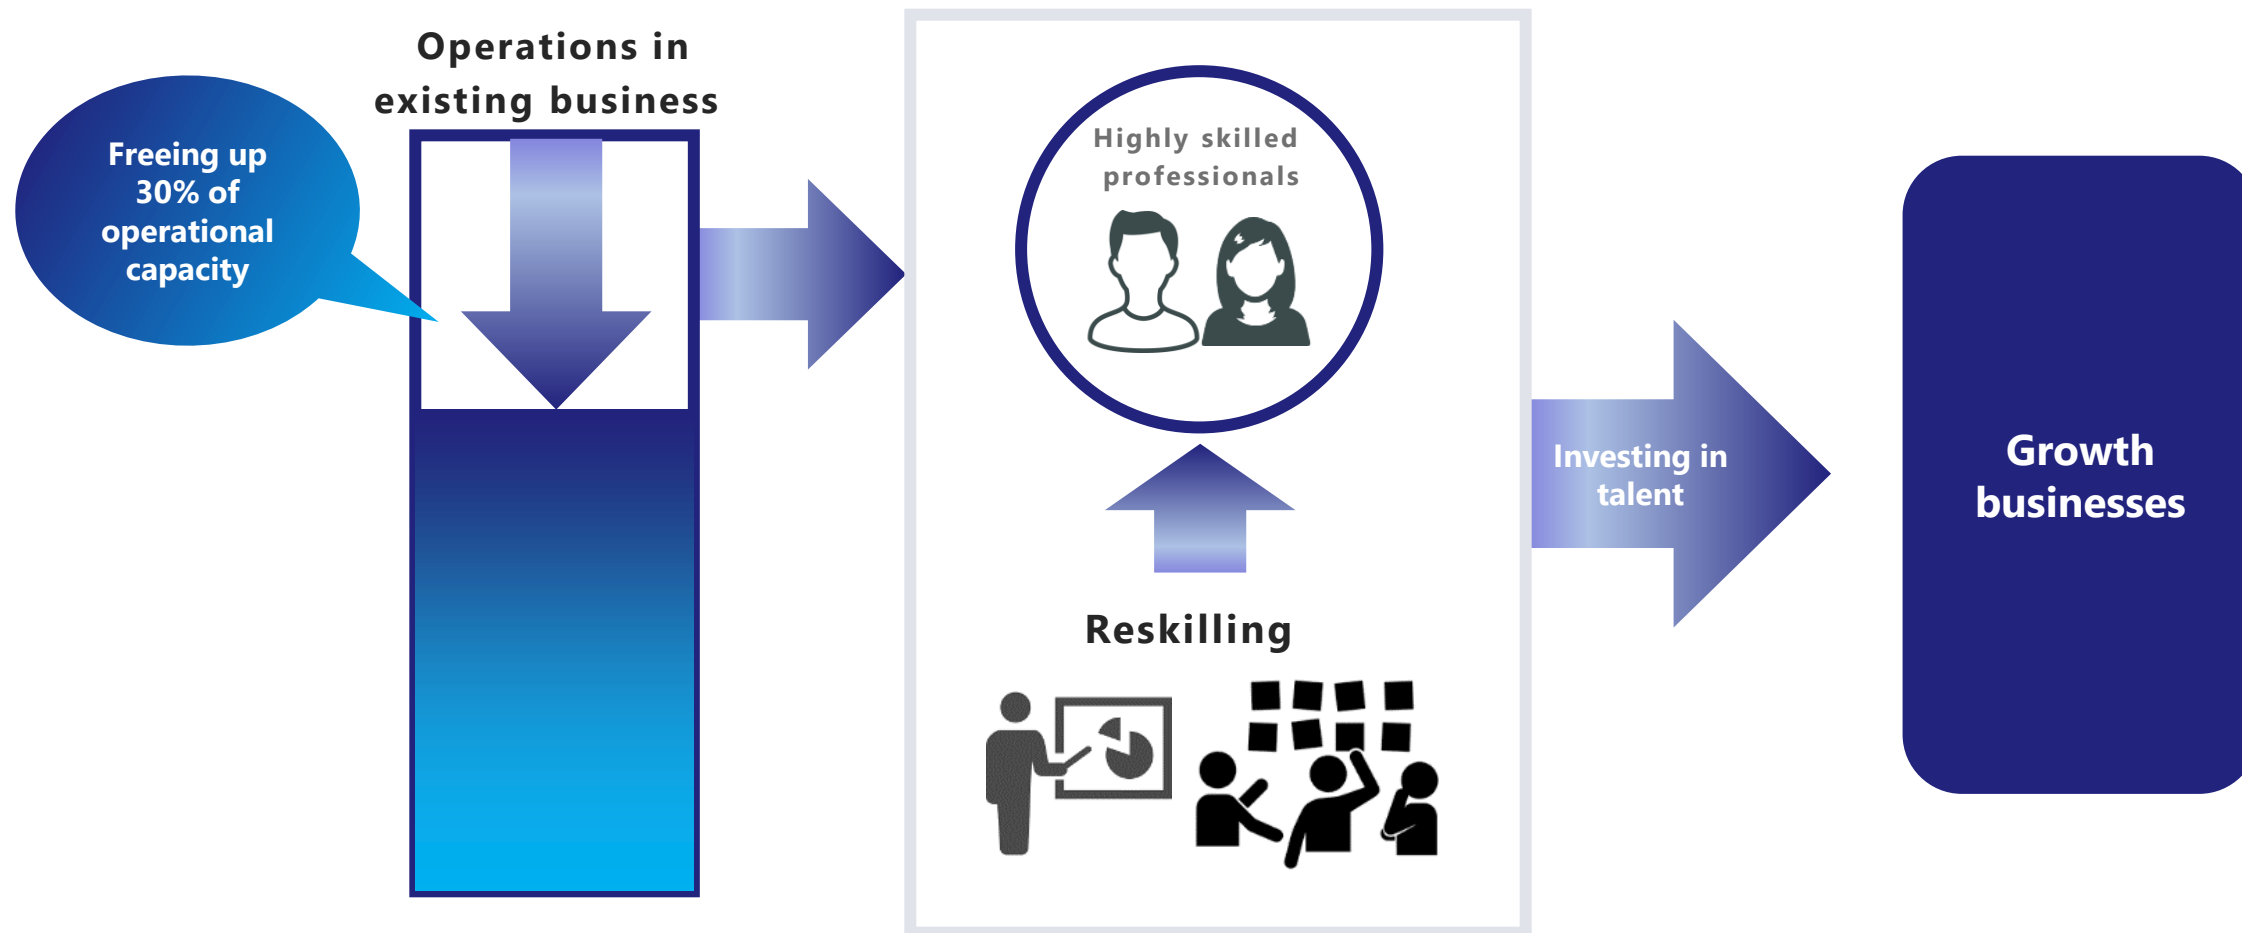 Operations in
existing business
Freeing up
30% of
operational
capacity
Highly skilled
professionals
Reskilling
Investing in
talent
Growth
businesses